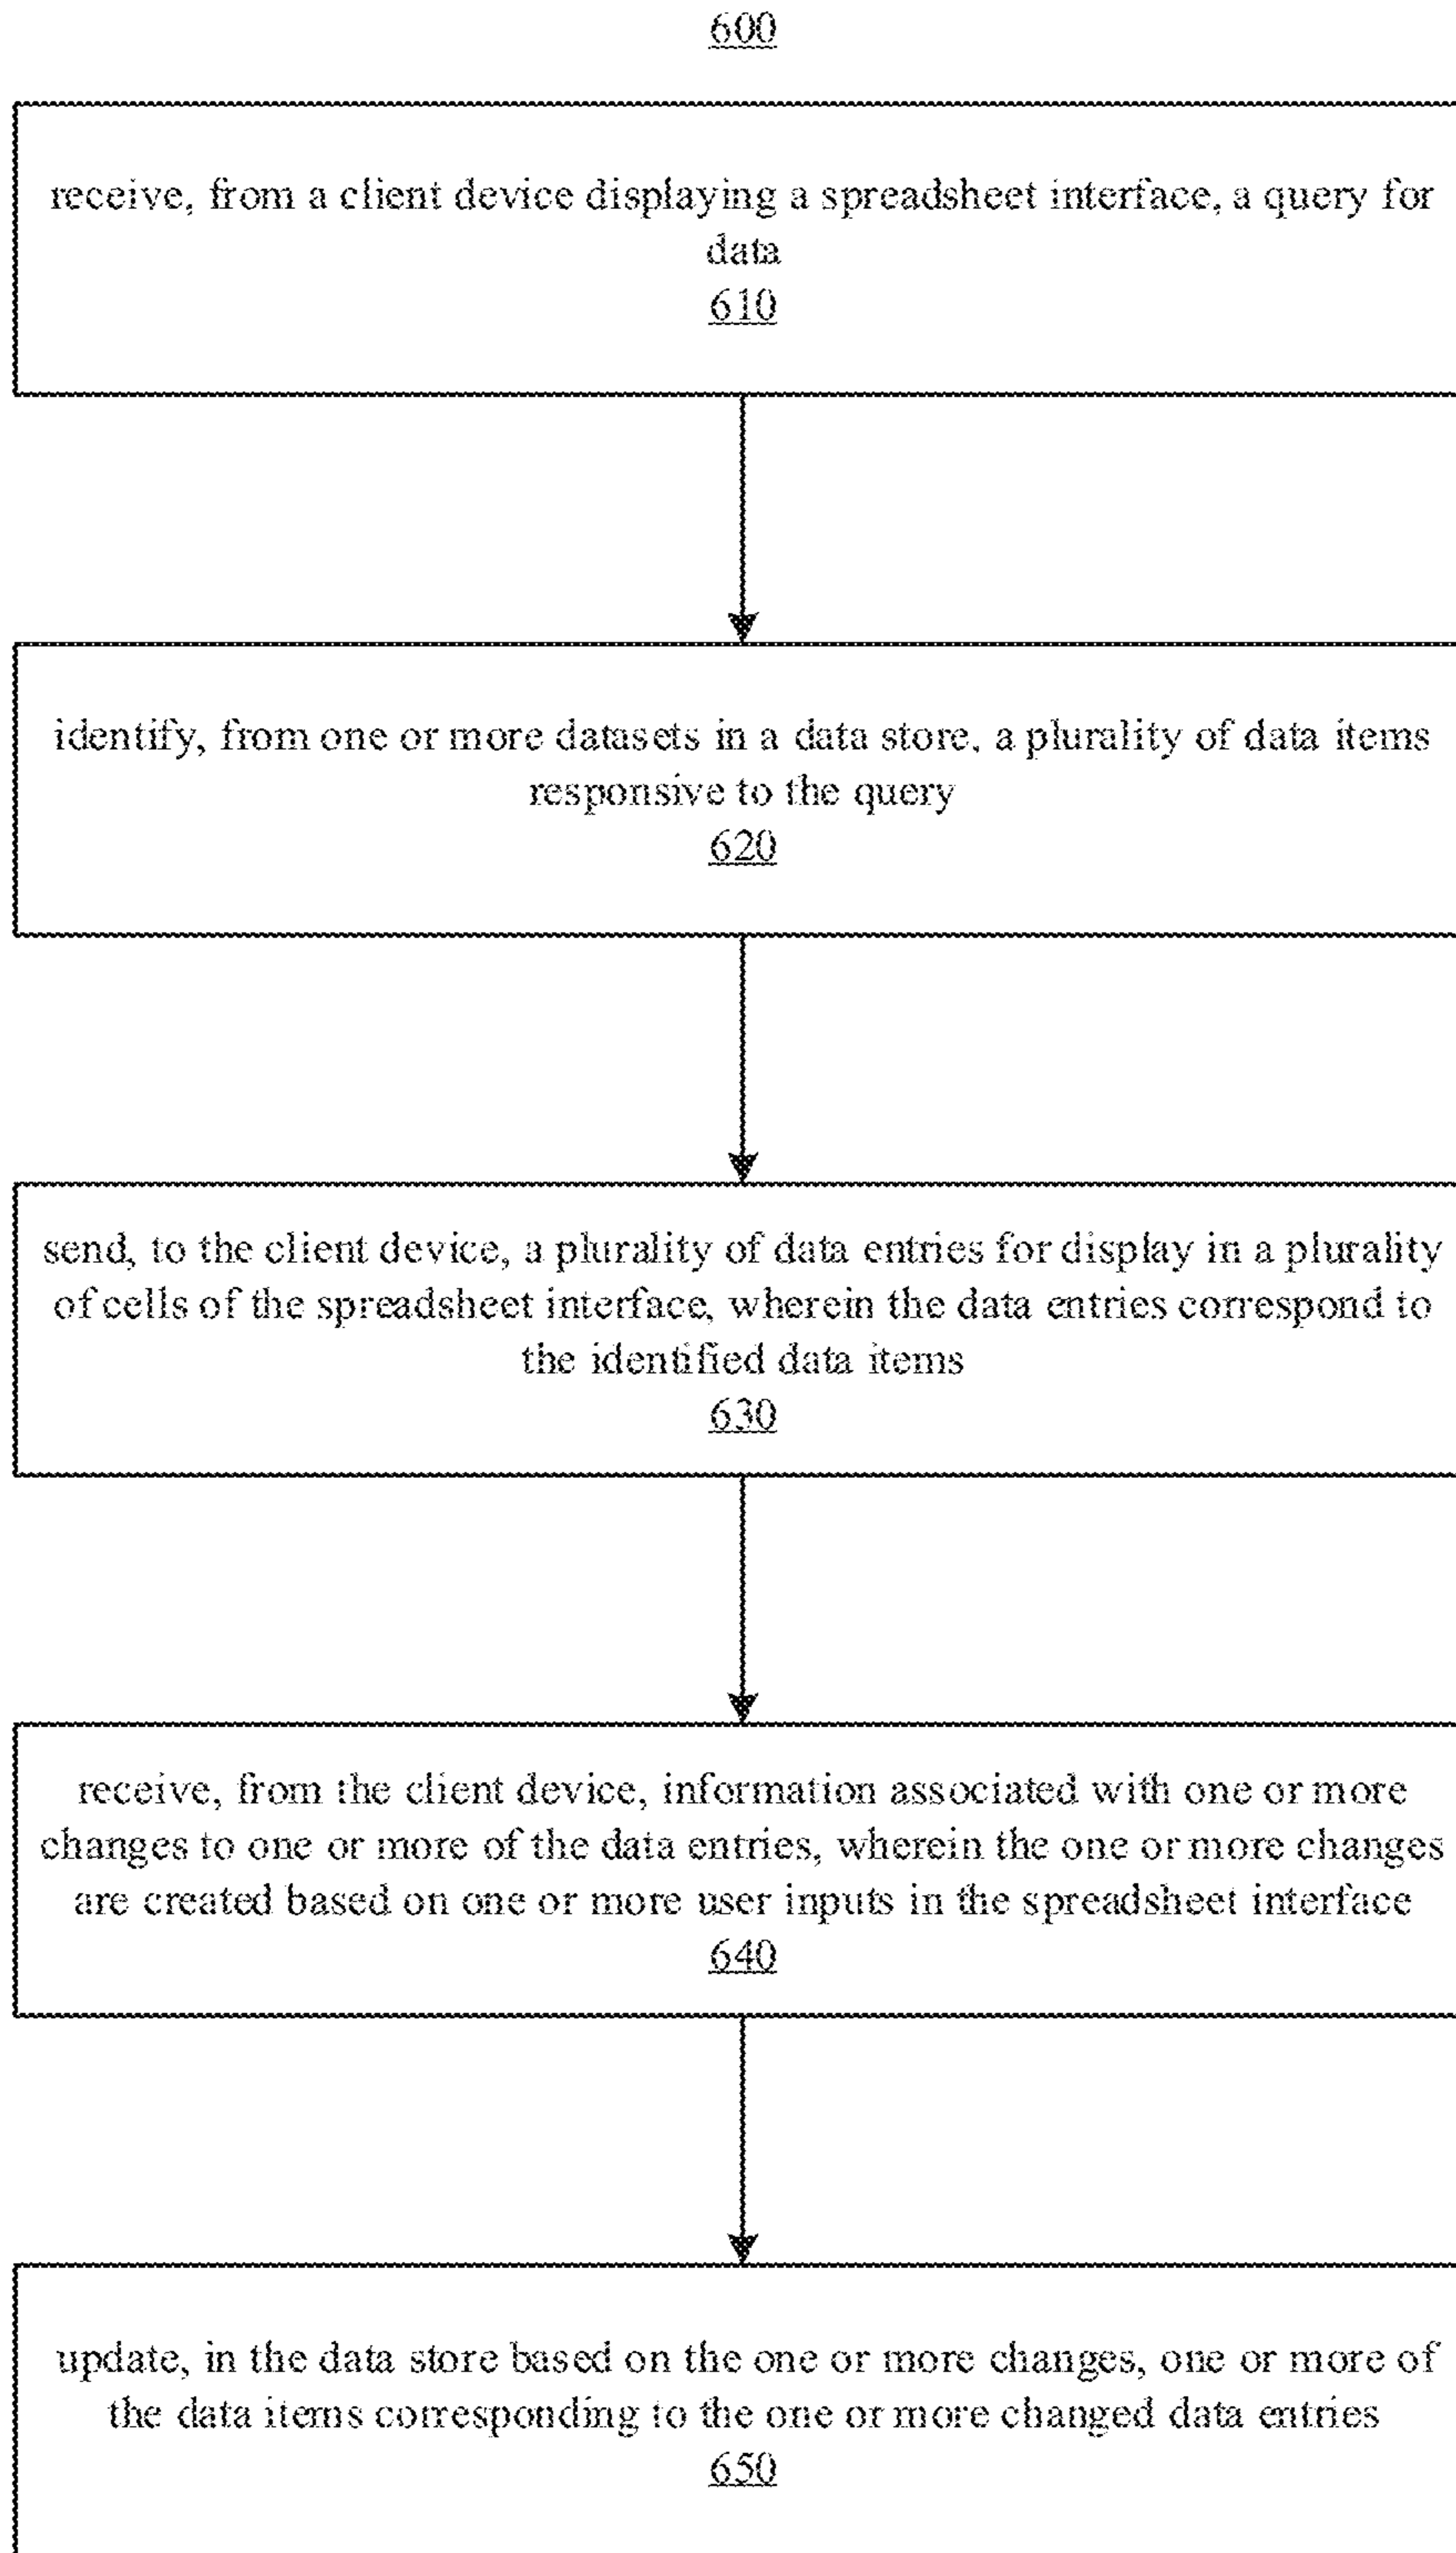 600
receive, from a client device displaying a spreadsheet interface, a query for
data
610
identify, from one or more datasets in a data store, a plurality of data items
responsive to the query
620
send, to the client device, a plurality of data entries for display in a plurality
of cells of the spreadsheet interface, wherein the data entries correspond to
the identified data items
630
receive, from the client device, information associated with one or more
changes to one or more of the data entries, wherein the one or more changes
are created based on one or more user inputs in the spreadsheet interface
640
update, in the data store based on the one or more changes, one or more of
the data items corresponding to the one or more changed data entries
650